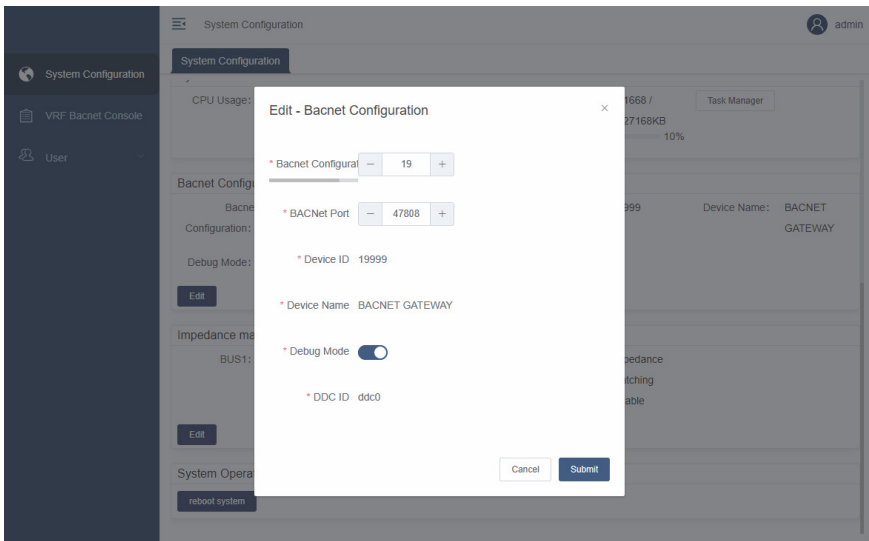 System Configuration
admin
System Configuration
System Configuration
VRF Bacnet Console
User
CPU Usage:
1668 /
27168KB
10%
Task Manager
Edit - Bacnet Configuration
×
* Bacnet Configurat
− 19 +
* BACNet Port − 47808 +
* Device ID 19999
* Device Name BACNET GATEWAY
* Debug Mode
* DDC ID ddc0
Cancel
Submit
Bacnet Configu
Bacne
Configuration:
999
Device Name:
BACNET
GATEWAY
Debug Mode:
Edit
Impedance ma
BUS1:
pedance
tching
able
Edit
System Opera
reboot system